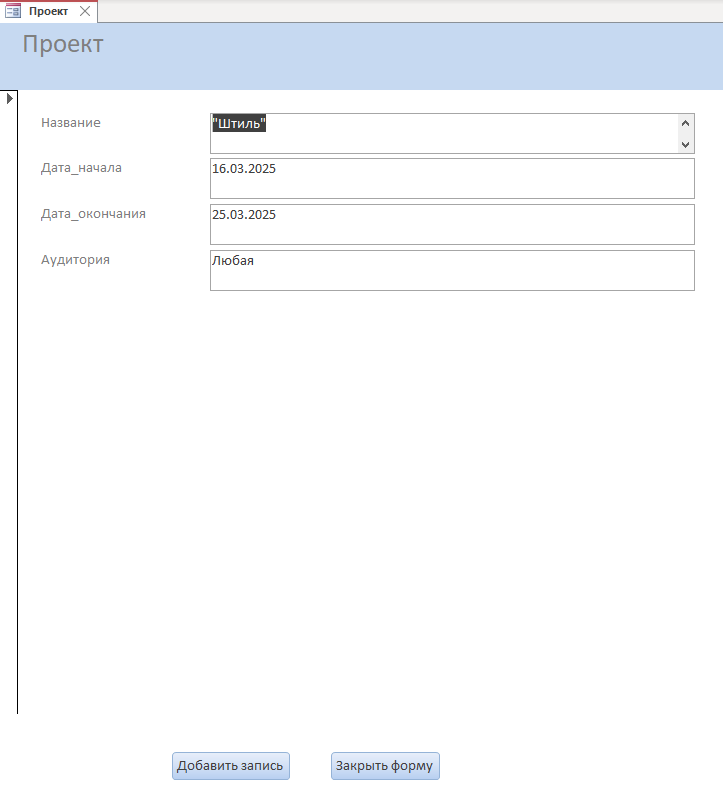 Проект
Проект
Название
"Штиль"
Дата_начала
16.03.2025
Дата_окончания
25.03.2025
Аудитория
Любая
Добавить запись
Закрыть форму